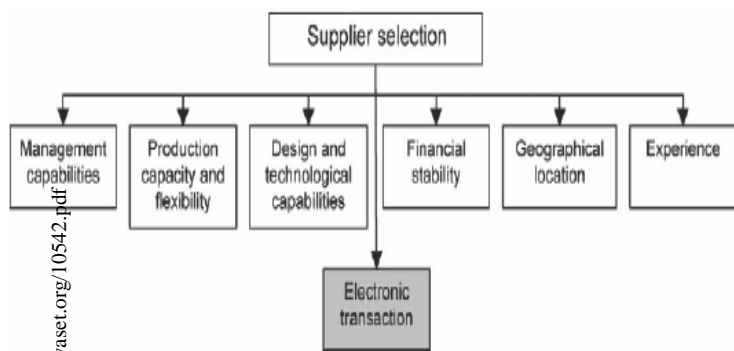 Supplier selection
Management
capabilities
Production
capacity and
flexibility
Design and
technological
capabilities
Financial
stability
Geographical
location
Experience
Electronic
transaction
waset.org/10542.pdf